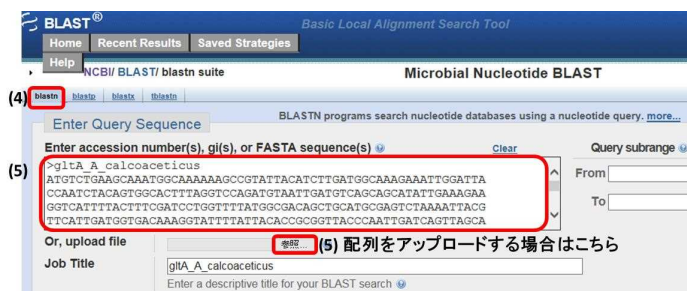 BLAST® Basic Local Alignment Search Tool
Home Recent Results Saved Strategies
Help
NCBI/ BLAST/ blastn suite Microbial Nucleotide BLAST
(4) blastn blastp blastx tblastn
BLASTN programs search nucleotide databases using a nucleotide query. more...
Enter Query Sequence
Enter accession number(s), gi(s), or FASTA sequence(s) Clear Query subrange
(5) >gltA_A_calcoaceticus
ATGTCTGAAGCAAATGGCAAAAAAGCCGTATTACATCTTGATGGCAAAGAAATTGGATTA
CCAATCTACAGTGGCACTTTAGGTCCAGATGTAATTGATGTCAGCAGATATTGAAAGAA
GGTCATTTTACTTTCGATCCTGGTTTTATGGCGACAGCTGCATGCGAGTCTAAAATTACG
TTCATTGATGGTGACAAAGGTATTTTATTACACCGCGGTTACCCAATTGATCAGTTAGCA
From
To
Or, upload file 参照... (5) 配列をアップロードする場合はこちら
Job Title gltA_A_calcoaceticus
Enter a descriptive title for your BLAST search